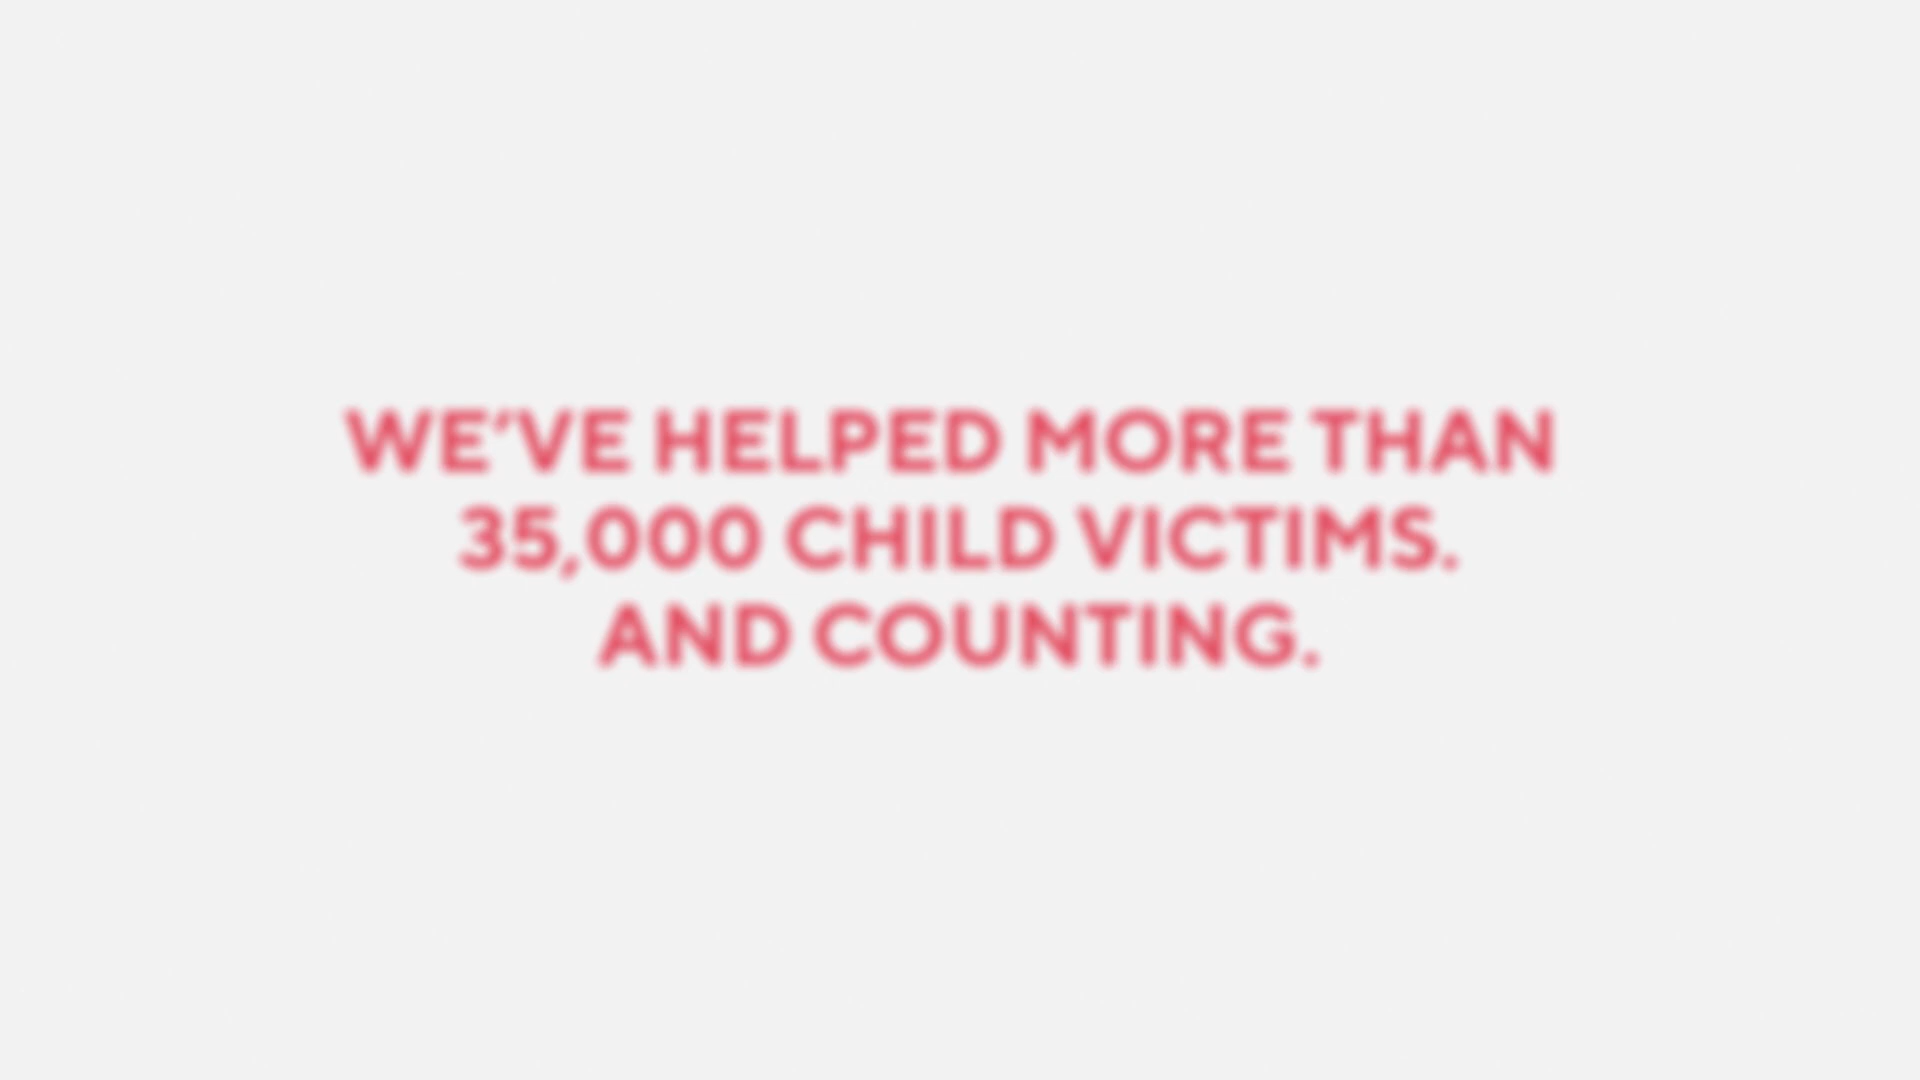 WE’VE HELPED MORE THAN
35,000 CHILD VICTIMS.
AND COUNTING.